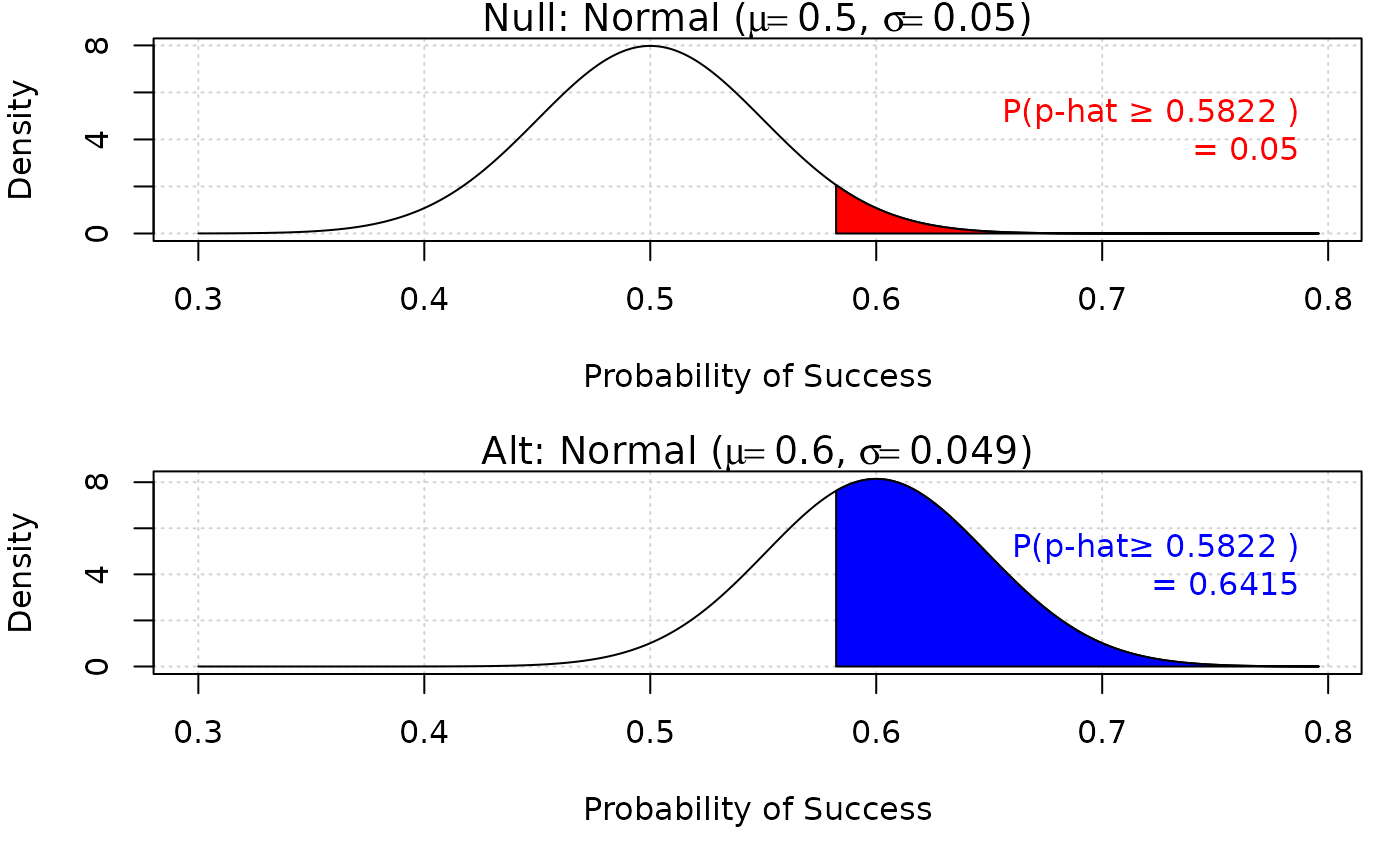 Null: Normal (μ= 0.5, σ= 0.05)
Density
8
4
0
P(p-hat ≥ 0.5822 )
= 0.05
0.3 0.4 0.5 0.6 0.7 0.8
Probability of Success
Alt: Normal (μ= 0.6, σ= 0.049)
Density
8
4
0
P(p-hat≥ 0.5822 )
= 0.6415
0.3 0.4 0.5 0.6 0.7 0.8
Probability of Success